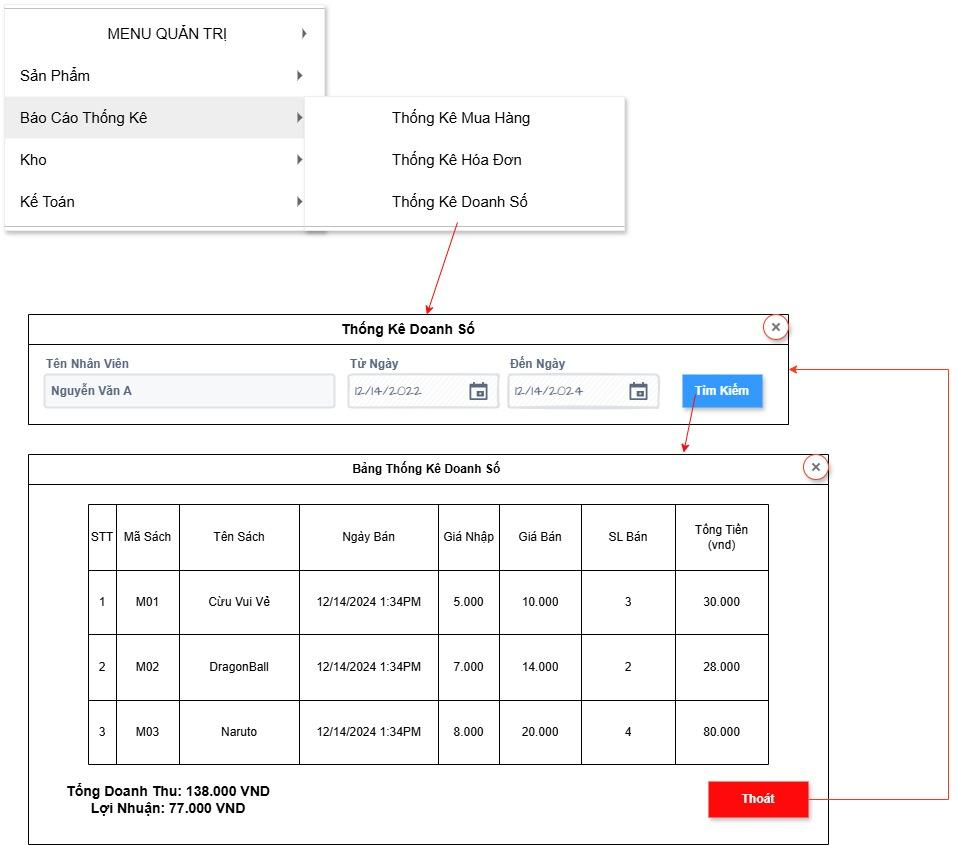 MENU QUẢN TRỊ
Sản Phẩm
Báo Cáo Thống Kê
Kho
Kế Toán
Thống Kê Mua Hàng
Thống Kê Hóa Đơn
Thống Kê Doanh Số
Thống Kê Doanh Số
Tên Nhân Viên
Từ Ngày
Đến Ngày
Nguyễn Văn A
12/14/2022
12/14/2024
Tìm Kiếm
Bảng Thống Kê Doanh Số
STT Mã Sách Tên Sách Ngày Bán Giá Nhập Giá Bán SL Bán Tổng Tiền
(vnd)
1 M01 Cừu Vui Vẻ 12/14/2024 1:34PM 5.000 10.000 3 30.000
2 M02 DragonBall 12/14/2024 1:34PM 7.000 14.000 2 28.000
3 M03 Naruto 12/14/2024 1:34PM 8.000 20.000 4 80.000
Tổng Doanh Thu: 138.000 VND
Lợi Nhuận: 77.000 VND
Thoát